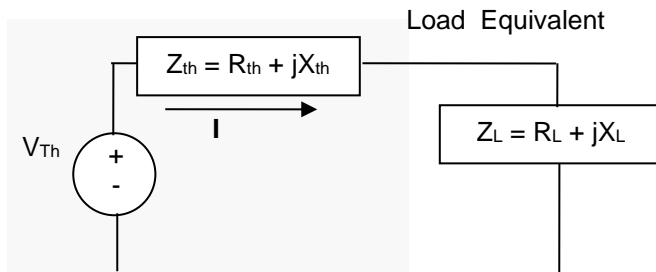 Load Equivalent
Zth = Rth + jXth
I
VTh
+
-
ZL = RL + jXL